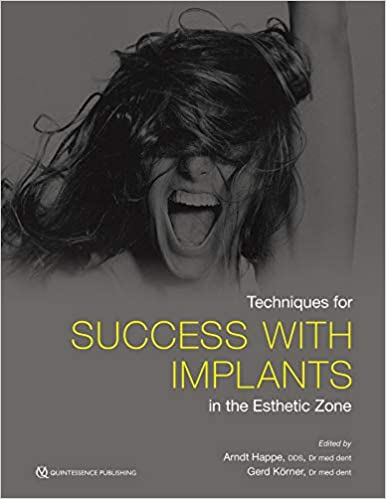 Techniques for
SUCCESS WITH
IMPLANTS
in the Esthetic Zone
Edited by
Arndt Happe, DDS, Dr med dent
Gerd Körner, Dr med dent
QUINTESSENCE PUBLISHING